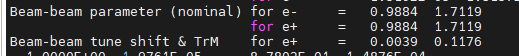 Beam-beam parameter (nominal) for e- = 0.9884 1.7119
for e+ = 0.9884 1.7119
Beam-beam tune shift & TrM for e+ = 0.0039 0.1176